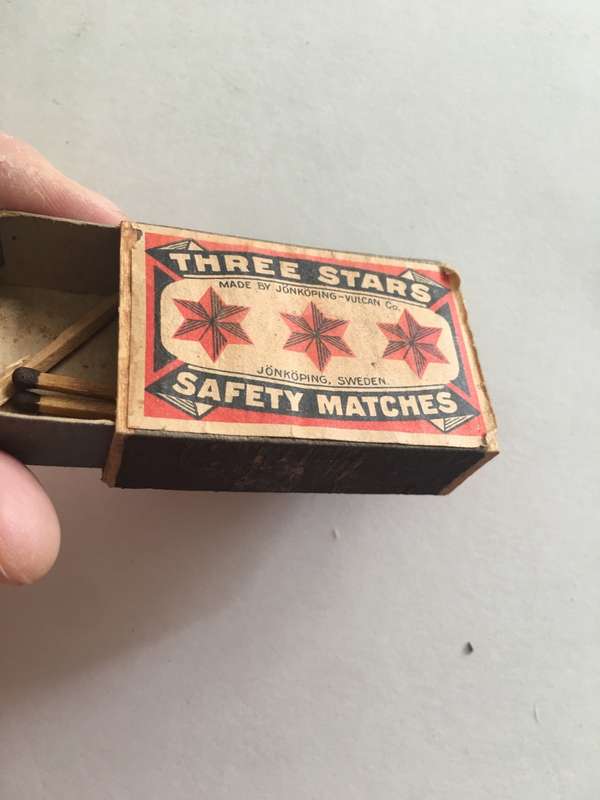 THREE STARS
MADE BY JÖNKÖPING-VULCAN Co.
JÖNKÖPING, SWEDEN.
SAFETY MATCHES